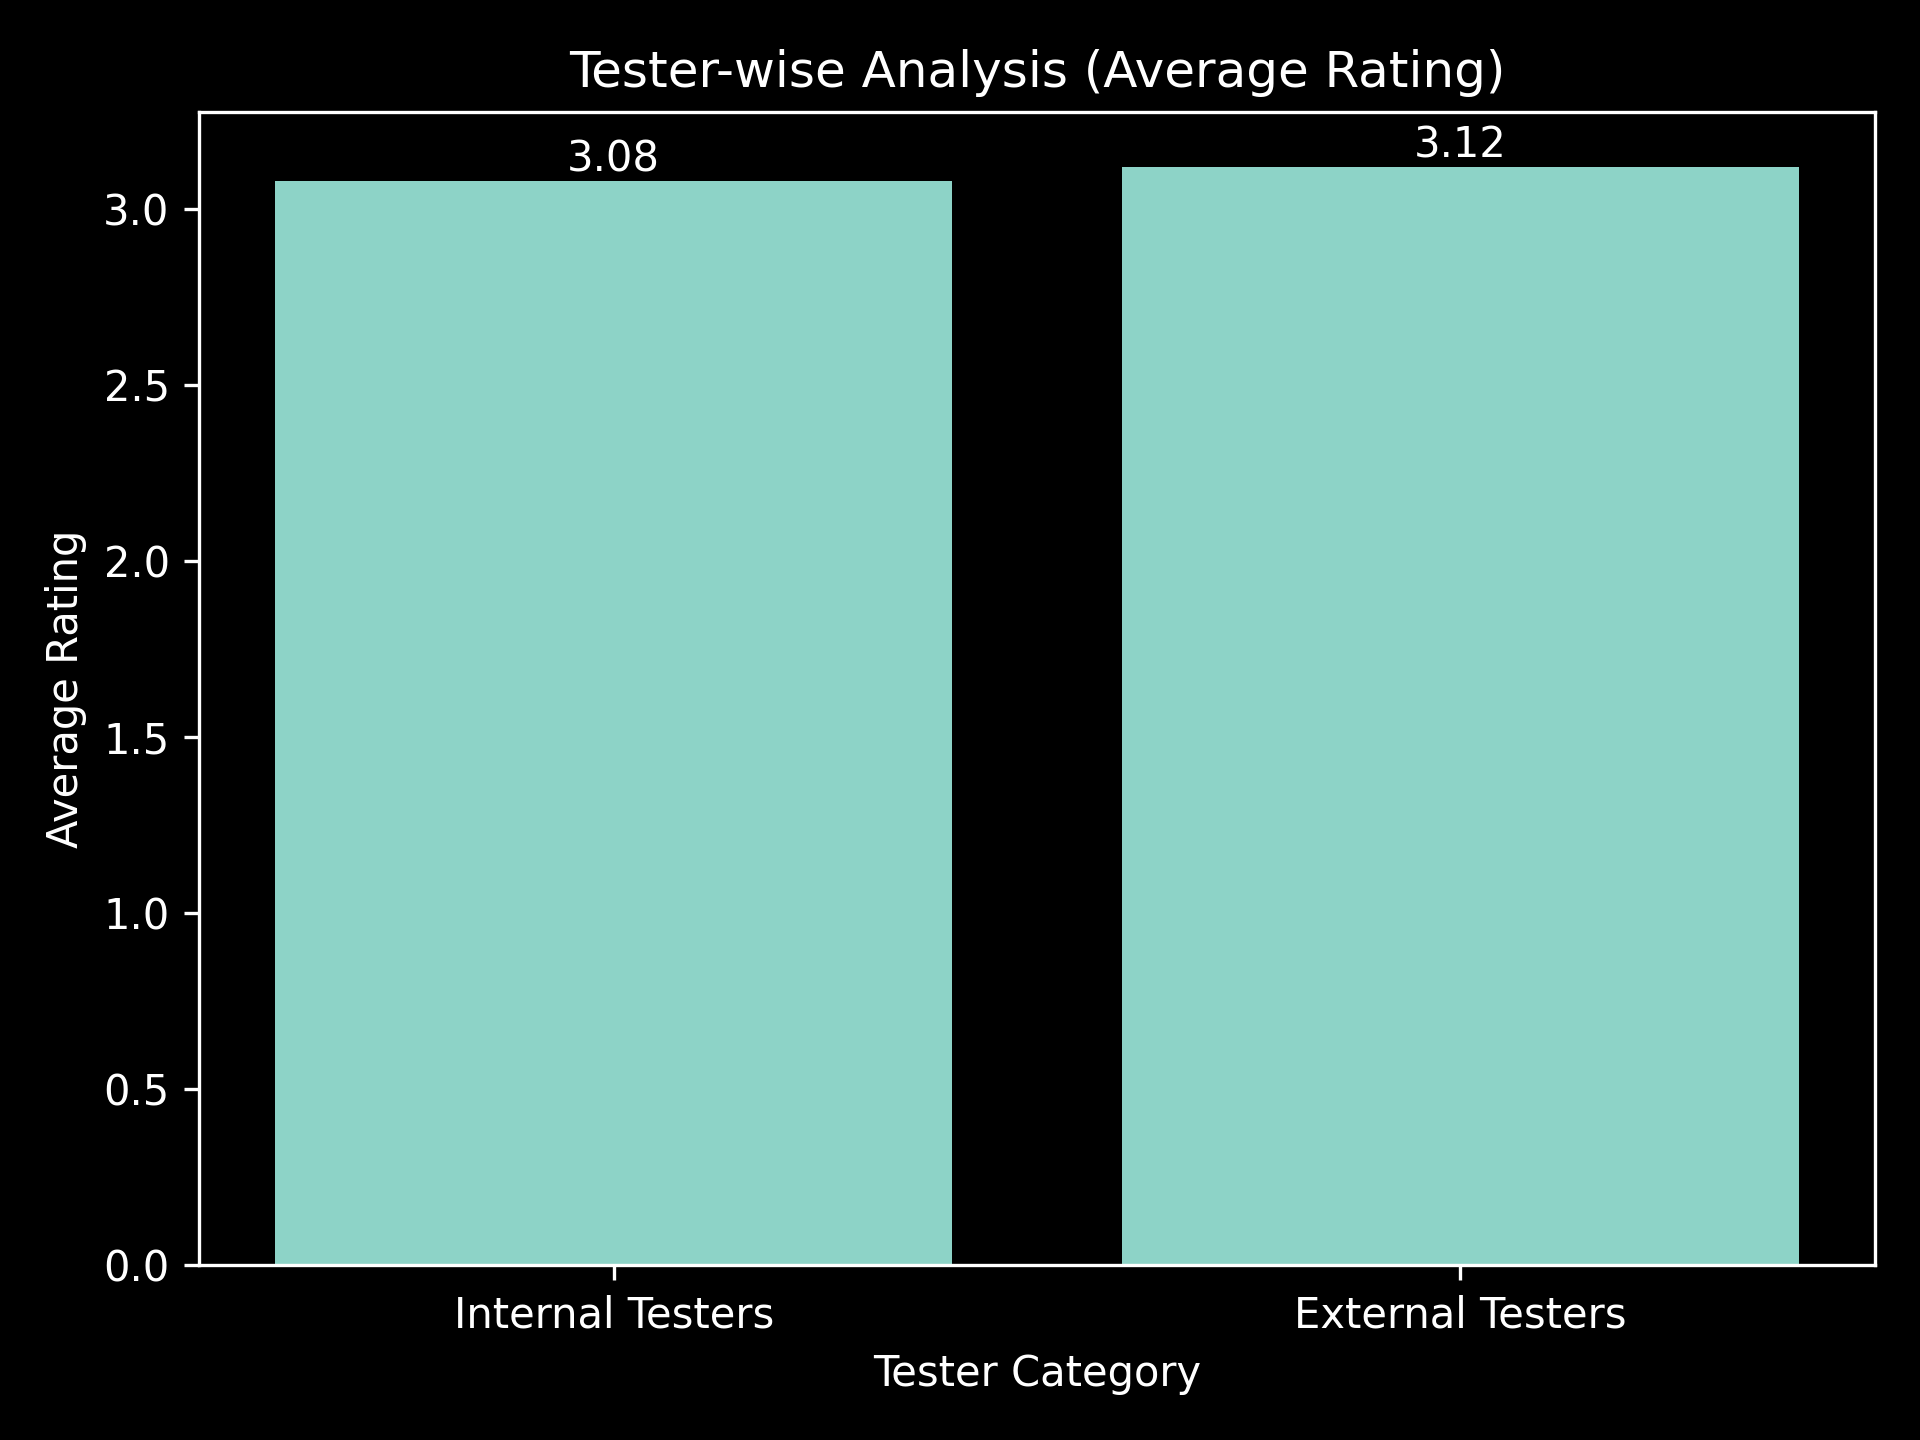 Tester-wise Analysis (Average Rating)
3.08
3.12
3.0
2.5
2.0
1.5
1.0
0.5
0.0
Average Rating
Internal Testers
External Testers
Tester Category